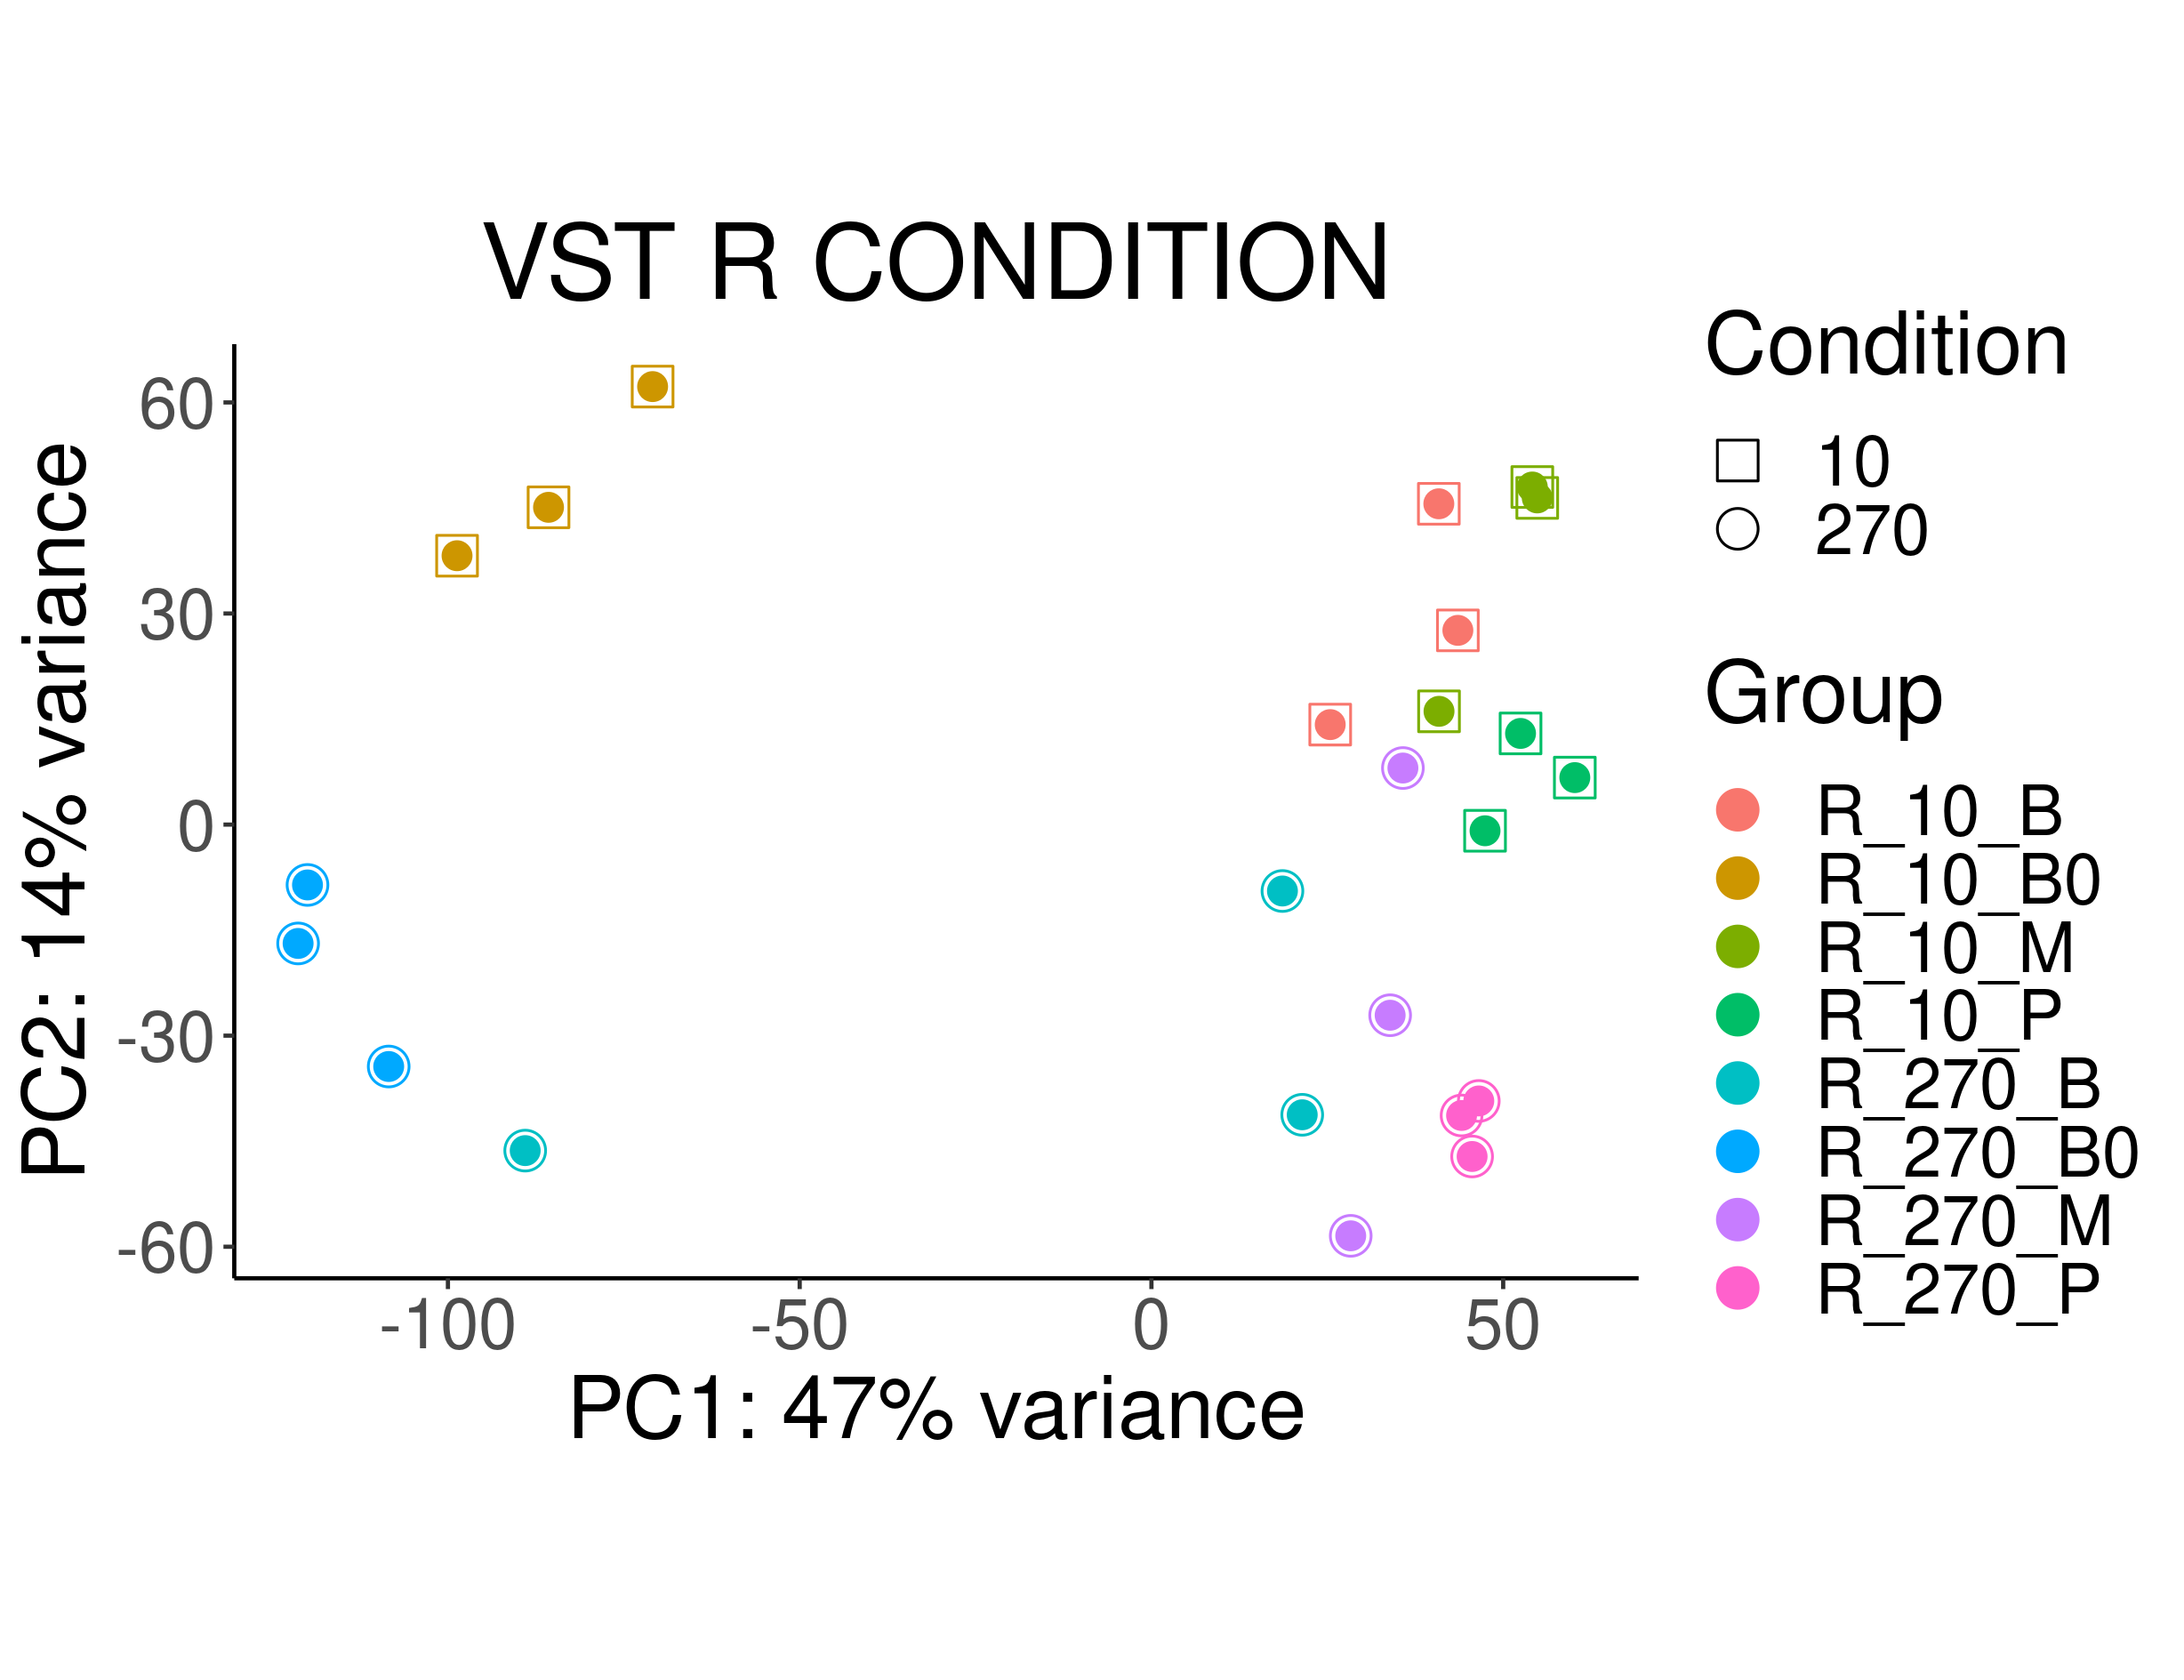 VST R CONDITION
PC2: 14% variance
60
30
0
-30
-60
-100
-50
0
50
PC1: 47% variance
Condition
10
270
Group
R_10_B
R_10_B0
R_10_M
R_10_P
R_270_B
R_270_B0
R_270_M
R_270_P